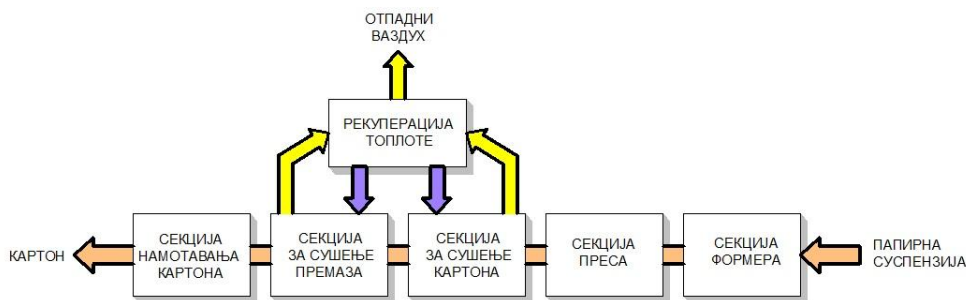 ОТПАДНИ
ВАЗДУХ
РЕКУПЕРАЦИЈА
ТОПЛОТЕ
КАРТОН
СЕКЦИЈА
НАМОТАВАЊА
КАРТОНА
СЕКЦИЈА
ЗА СУШЕЊЕ
ПРЕМАЗА
СЕКЦИЈА
ЗА СУШЕЊЕ
КАРТОНА
СЕКЦИЈА
ПРЕСА
СЕКЦИЈА
ФОРМЕРА
ПАПИРНА
СУСПЕНЗИЈА